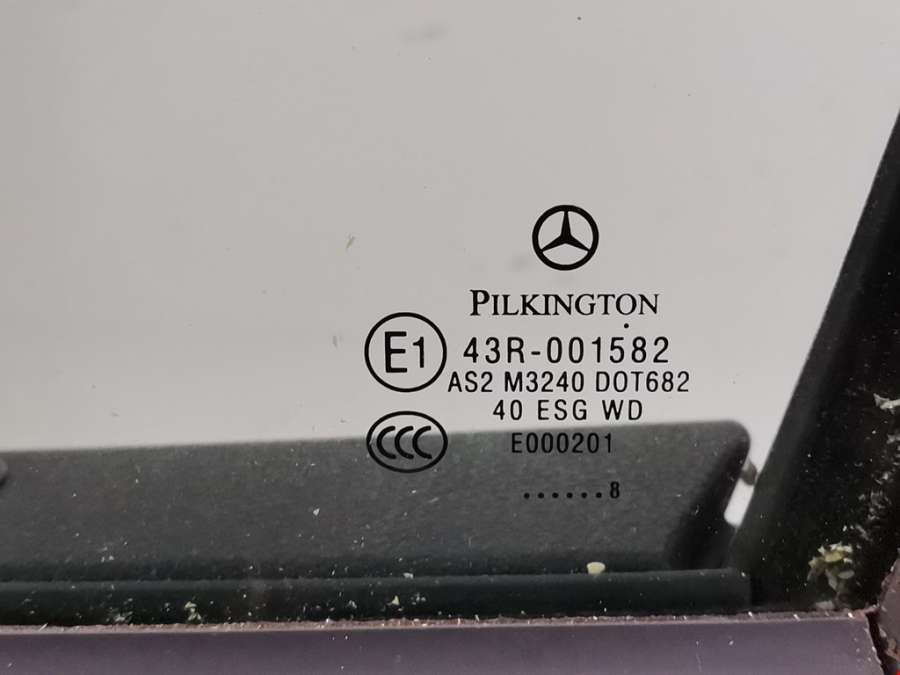 PILKINGTON
E1
43R-001582
AS2 M3240 DOT682
40 ESG WD
CCC
E000201
......8